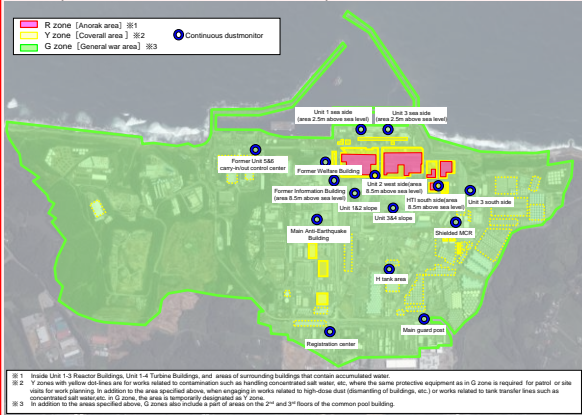 R zone [Anorak area] ※1
Y zone [Coverall area] ※2
G zone [General war area] ※3
Continuous dustmonitor
Unit 1 sea side
(area 2.5m above sea level)
Unit 3 sea side
(area 2.5m above sea level)
Former Unit 5&6
carry-in/out control center
Former Welfare Building
Unit 2 west side(area
8.5m above sea level)
Former Information Building
(area 8.5m above sea level)
HTI south side(area
8.5m above sea level)
Unit 3 south side
Unit 1&2 slope
Unit 3&4 slope
Main Anti-Earthquake
Building
Shielded MCR
H tank area
Main guard post
Registration center
※ 1 Inside Unit 1-3 Reactor Buildings, Unit 1-4 Turbine Buildings, and areas of surrounding buildings that contain accumulated water.
※ 2 Y zones with yellow dot-lines are for works related to contamination such as handling concentrated salt water, etc, where the same protective equipment as in G zone is required for patrol or site
visits for work planning. In addition to the area specified above, when engaging in works related to high-dose dust (dismantling of buildings, etc.) or works related to tank transfer lines such as
concentrated salt water,etc. in G zone, the area is temporarily designated as Y zone.
※ 3 In addition to the areas specified above, G zones also include a part of areas on the 2nd and 3rd floors of the common pool building.